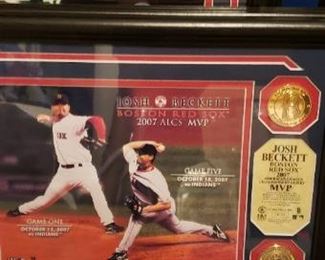 JOSH BECKETT
BOSTON RED SOX
2007 ALCS MVP
GAME FIVE
OCTOBER 18, 2007
vs INDIANS
GAME ONE
OCTOBER 12, 2007
vs INDIANS
JOSH
BECKETT
BOSTON
RED SOX
2007
MVP